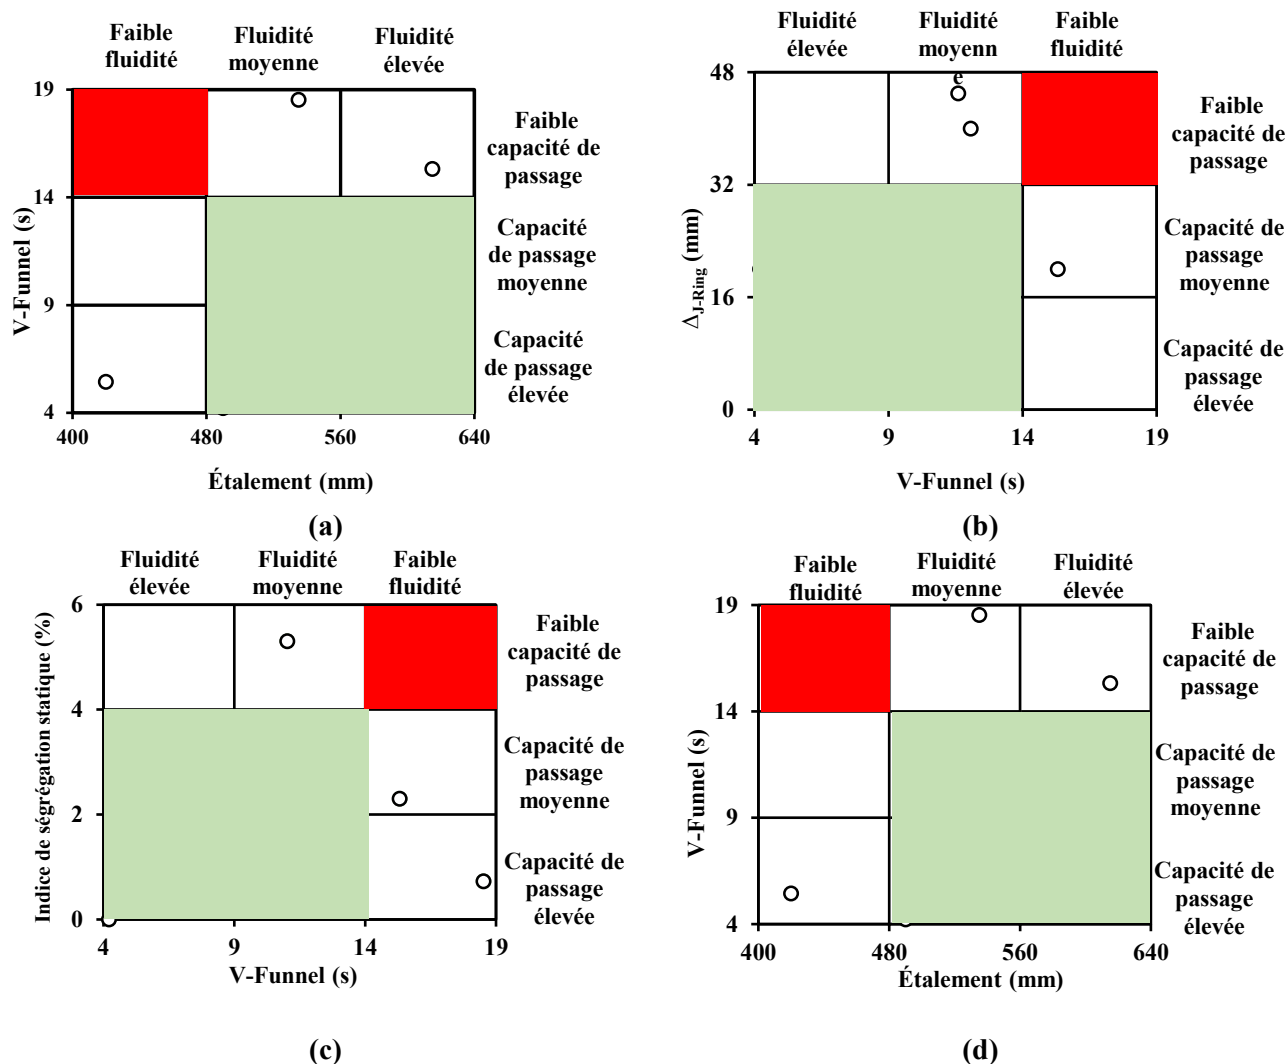 Faible
fluidité
Fluidité
moyenne
Fluidité
élevée
19
14
9
4
V-Funnel (s)
400
480
560
640
Étalement (mm)
Faible
capacité de
passage
Capacité
de passage
moyenne
Capacité
de passage
élevée
(a)
Fluidité
élevée
Fluidité
moyenn
e
Faible
fluidité
48
32
16
0
ΔJ-Ring (mm)
4
9
14
19
V-Funnel (s)
Faible
capacité de
passage
Capacité de
passage
moyenne
Capacité de
passage
élevée
(b)
Fluidité
élevée
Fluidité
moyenne
Faible
fluidité
6
4
2
0
Indice de ségrégation statique (%)
4
9
14
19
V-Funnel (s)
Faible
capacité de
passage
Capacité de
passage
moyenne
Capacité de
passage
élevée
(c)
Faible
fluidité
Fluidité
moyenne
Fluidité
élevée
19
14
9
4
V-Funnel (s)
400
480
560
640
Étalement (mm)
Faible
capacité de
passage
Capacité de
passage
moyenne
Capacité de
passage
élevée
(d)